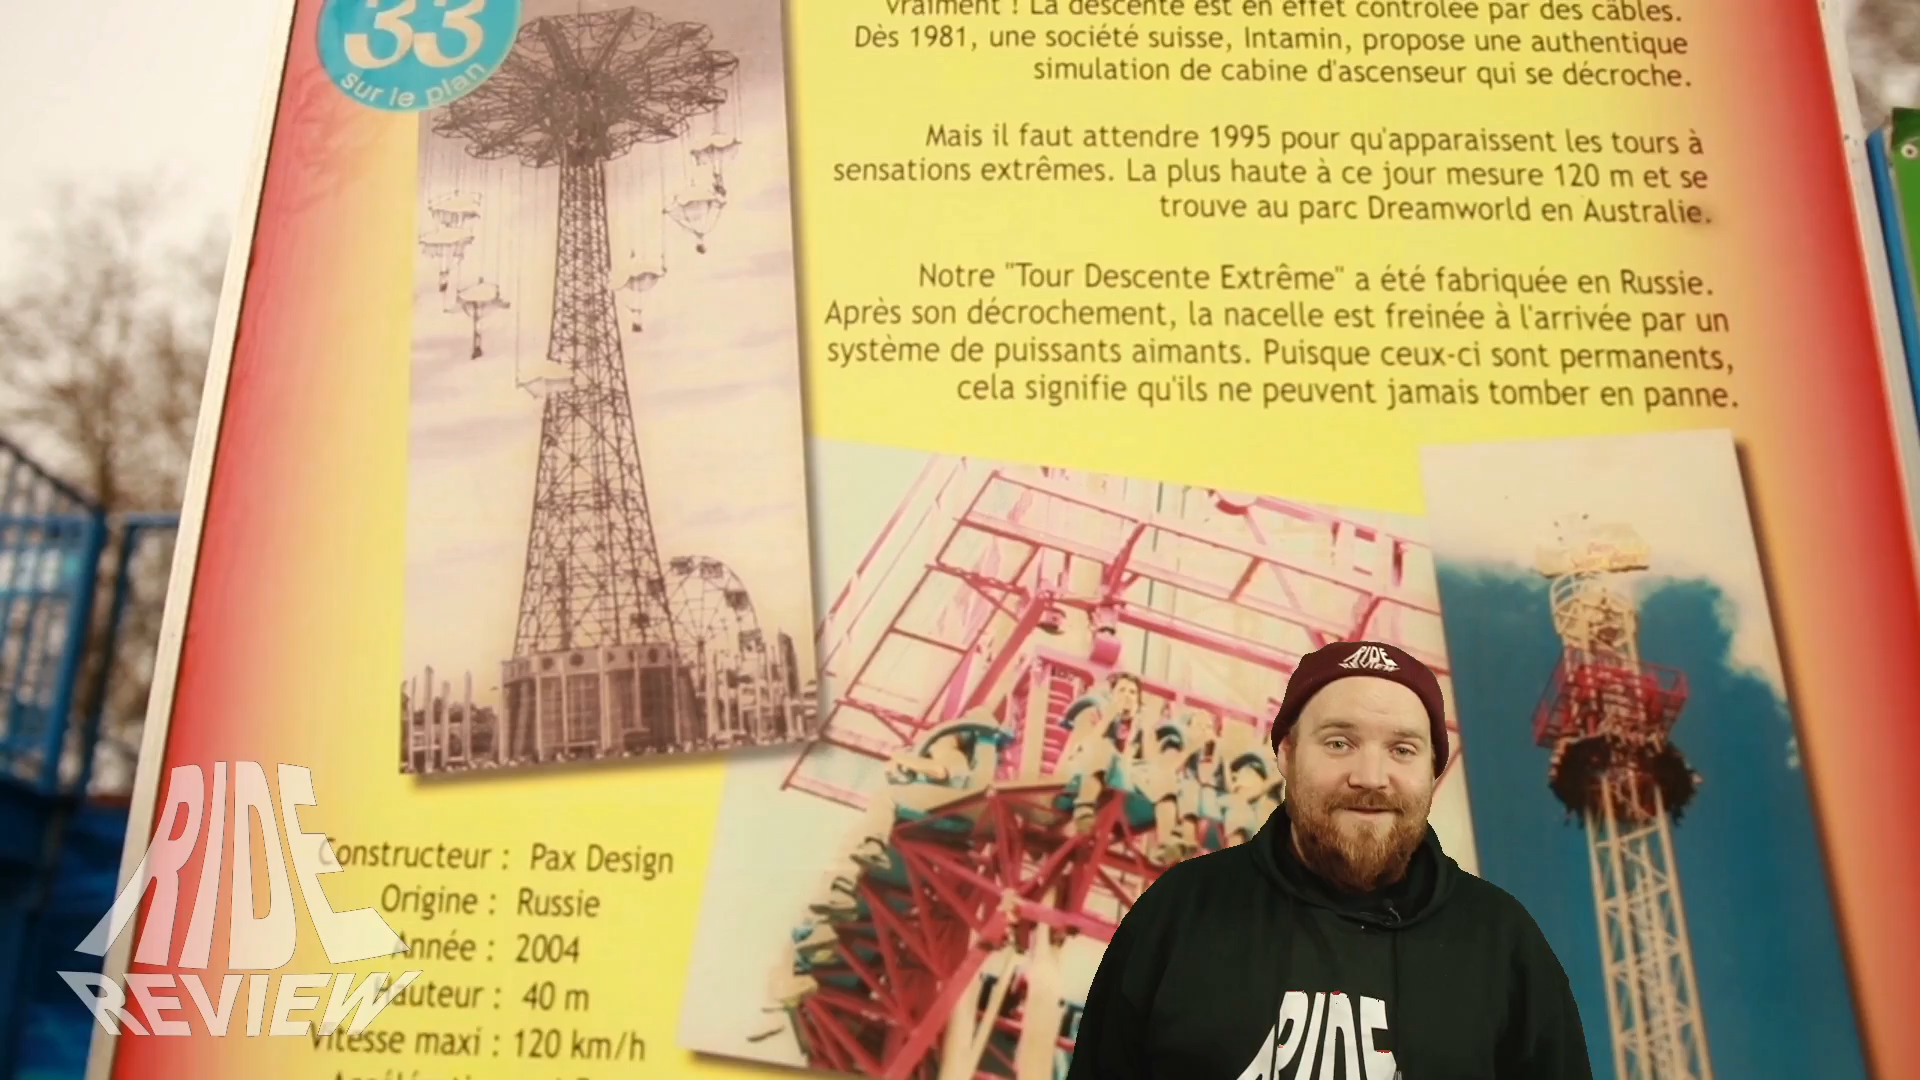 33
sur le plan
vraiment ! La descente est en effet contrôlée par des câbles.
Dès 1981, une société suisse, Intamin, propose une authentique
simulation de cabine d'ascenseur qui se décroche.
Mais il faut attendre 1995 pour qu'apparaissent les tours à
sensations extrêmes. La plus haute à ce jour mesure 120 m et se
trouve au parc Dreamworld en Australie.
Notre "Tour Descente Extrême" a été fabriquée en Russie.
Après son décrochement, la nacelle est freinée à l'arrivée par un
système de puissants aimants. Puisque ceux-ci sont permanents,
cela signifie qu'ils ne peuvent jamais tomber en panne.
Constructeur : Pax Design
Origine : Russie
Année : 2004
Hauteur : 40 m
Vitesse maxi : 120 km/h
RIDE
REVIEW
RIDE
REVIEW
RIDE